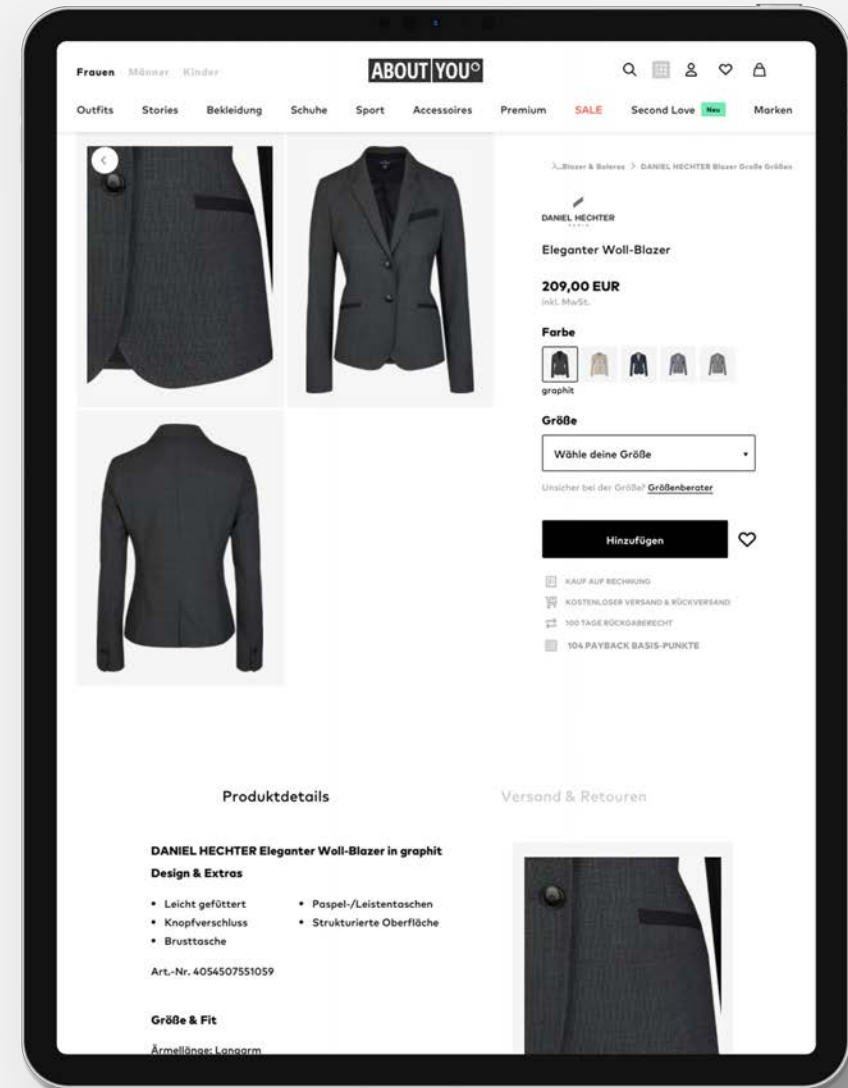 Frauen Männer Kinder
ABOUT YOU°
Outfits Stories Bekleidung Schuhe Sport Accessoires Premium SALE Second Love Neu Marken
Blazer & Boleros > DANIEL HECHTER Blazer Große Größen
DANIEL HECHTER
PARIS
Eleganter Woll-Blazer
209,00 EUR
inkl. MwSt.
Farbe
graphit
Größe
Wähle deine Größe
Unsicher bei der Größe? Größenberater
Hinzufügen
KAUF AUF RECHNUNG
KOSTENLOSER VERSAND & RÜCKVERSAND
100 TAGE RÜCKGABERECHT
104 PAYBACK BASIS-PUNKTE
Produktdetails Versand & Retouren
DANIEL HECHTER Eleganter Woll-Blazer in graphit
Design & Extras
• Leicht gefüttert • Paspel-/Leistentaschen
• Knopfverschluss • Strukturierte Oberfläche
• Brusttasche
Art.-Nr. 4054507551059
Größe & Fit
Ärmellänge: Langarm